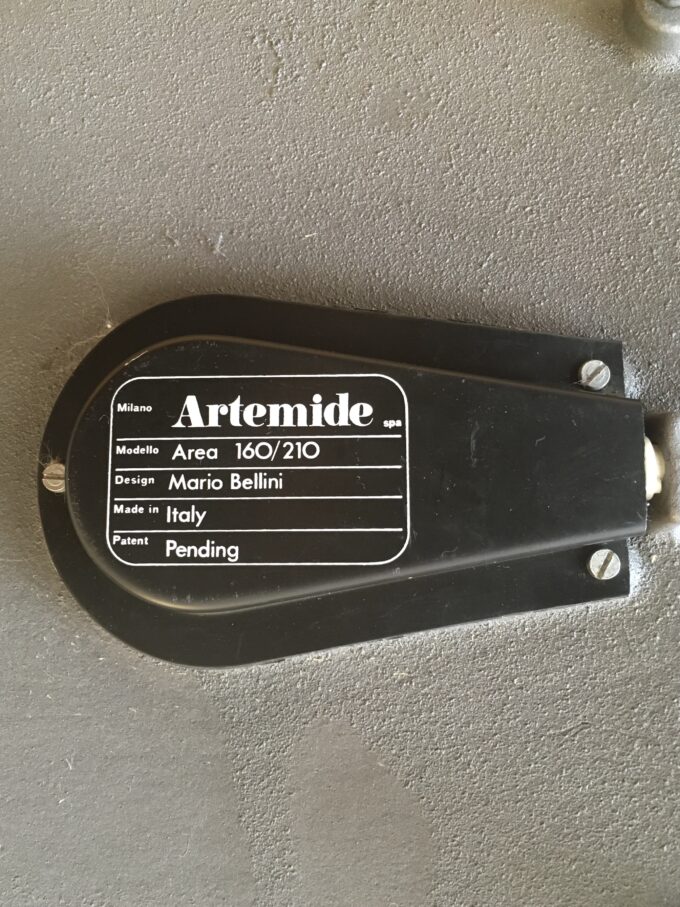 Milano Artemide spa
Modello Area 160/210
Design Mario Bellini
Made in Italy
Patent Pending